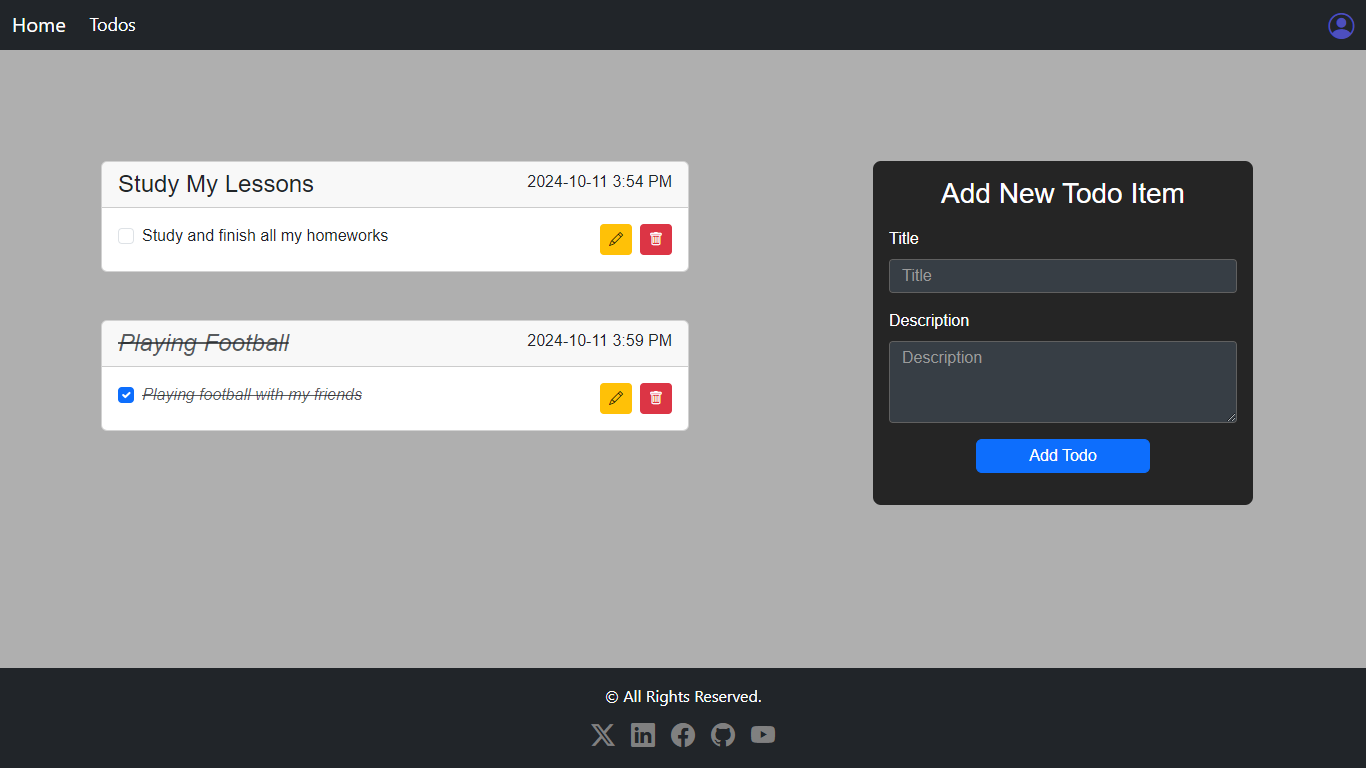 Home Todos
Study My Lessons 2024-10-11 3:54 PM
Study and finish all my homeworks
Playing Football 2024-10-11 3:59 PM
Playing football with my friends
Add New Todo Item
Title
Title
Description
Description
Add Todo
© All Rights Reserved.